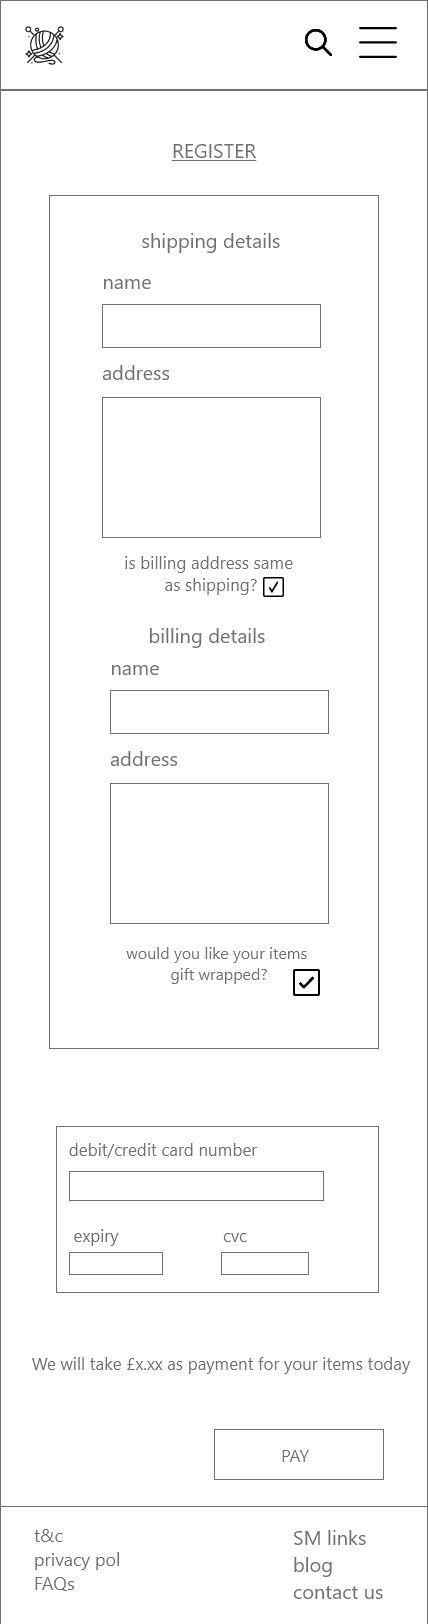 REGISTER
shipping details
name
address
is billing address same
as shipping?
billing details
name
address
would you like your items
gift wrapped?
debit/credit card number
expiry cvc
We will take £x.xx as payment for your items today
PAY
t&c
privacy pol
FAQs
SM links
blog
contact us